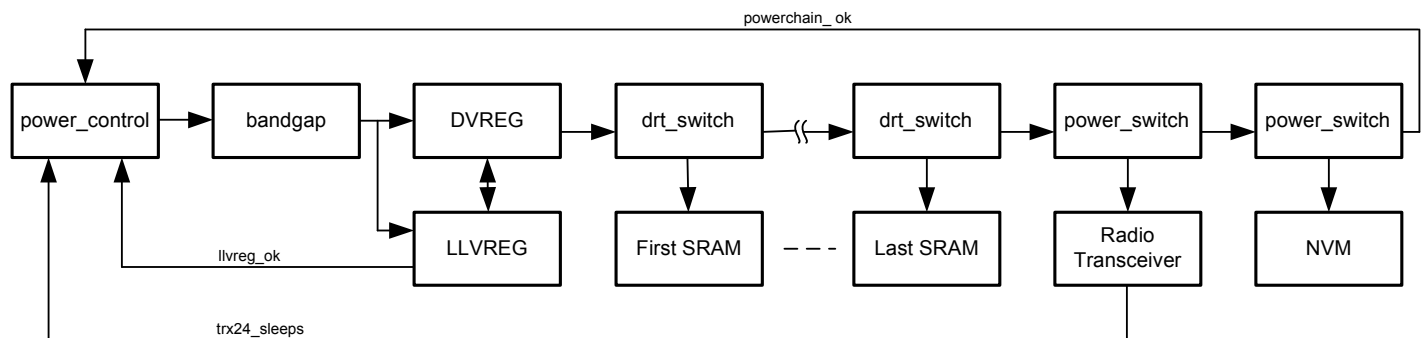 powerchain_ ok
power_control
bandgap
DVREG
drt_switch
drt_switch
power_switch
power_switch
LLVREG
First SRAM
Last SRAM
Radio
Transceiver
NVM
llvreg_ok
trx24_sleeps